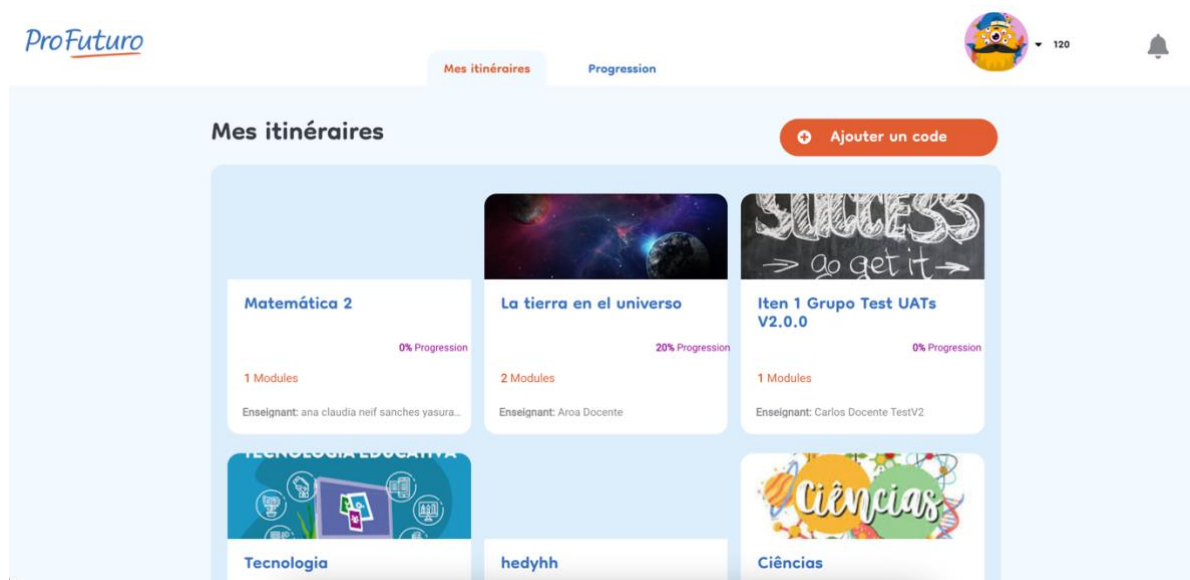 ProFuturo
120
Mes itinéraires
Progression
Mes itinéraires
Ajouter un code
SUCCESS
go get it
Matemática 2
La tierra en el universo
Iten 1 Grupo Test UATs
V2.0.0
0% Progression
20% Progression
0% Progression
1 Modules
2 Modules
1 Modules
Enseignant: ana claudia neif sanches yasura...
Enseignant: Aroa Docente
Enseignant: Carlos Docente TestV2
TECNOLOGIA EDUCATIVA
Ciências
Tecnologia
hedyhh
Ciências